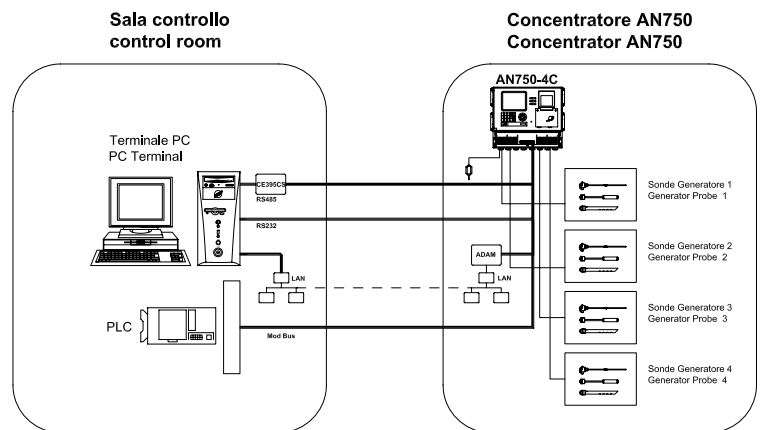 Sala controllo
control room
Concentratore AN750
Concentrator AN750
AN750-4C
Terminale PC
PC Terminal
CE395CS
RS485
RS232
LAN
ADAM
LAN
PLC
Mod Bus
Sonde Generatore 1
Generator Probe 1
Sonde Generatore 2
Generator Probe 2
Sonde Generatore 3
Generator Probe 3
Sonde Generatore 4
Generator Probe 4